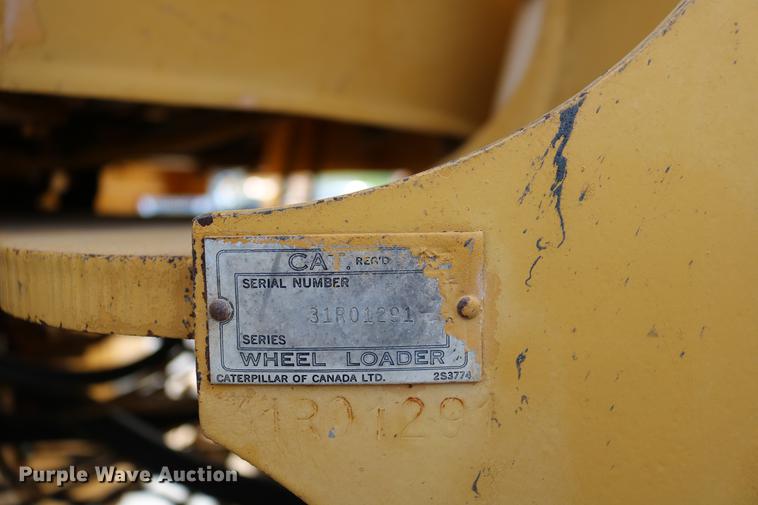 CAT. REG'D
SERIAL NUMBER
31R01291
SERIES
WHEEL LOADER
CATERPILLAR OF CANADA LTD. 2S3774
Purple Wave Auction